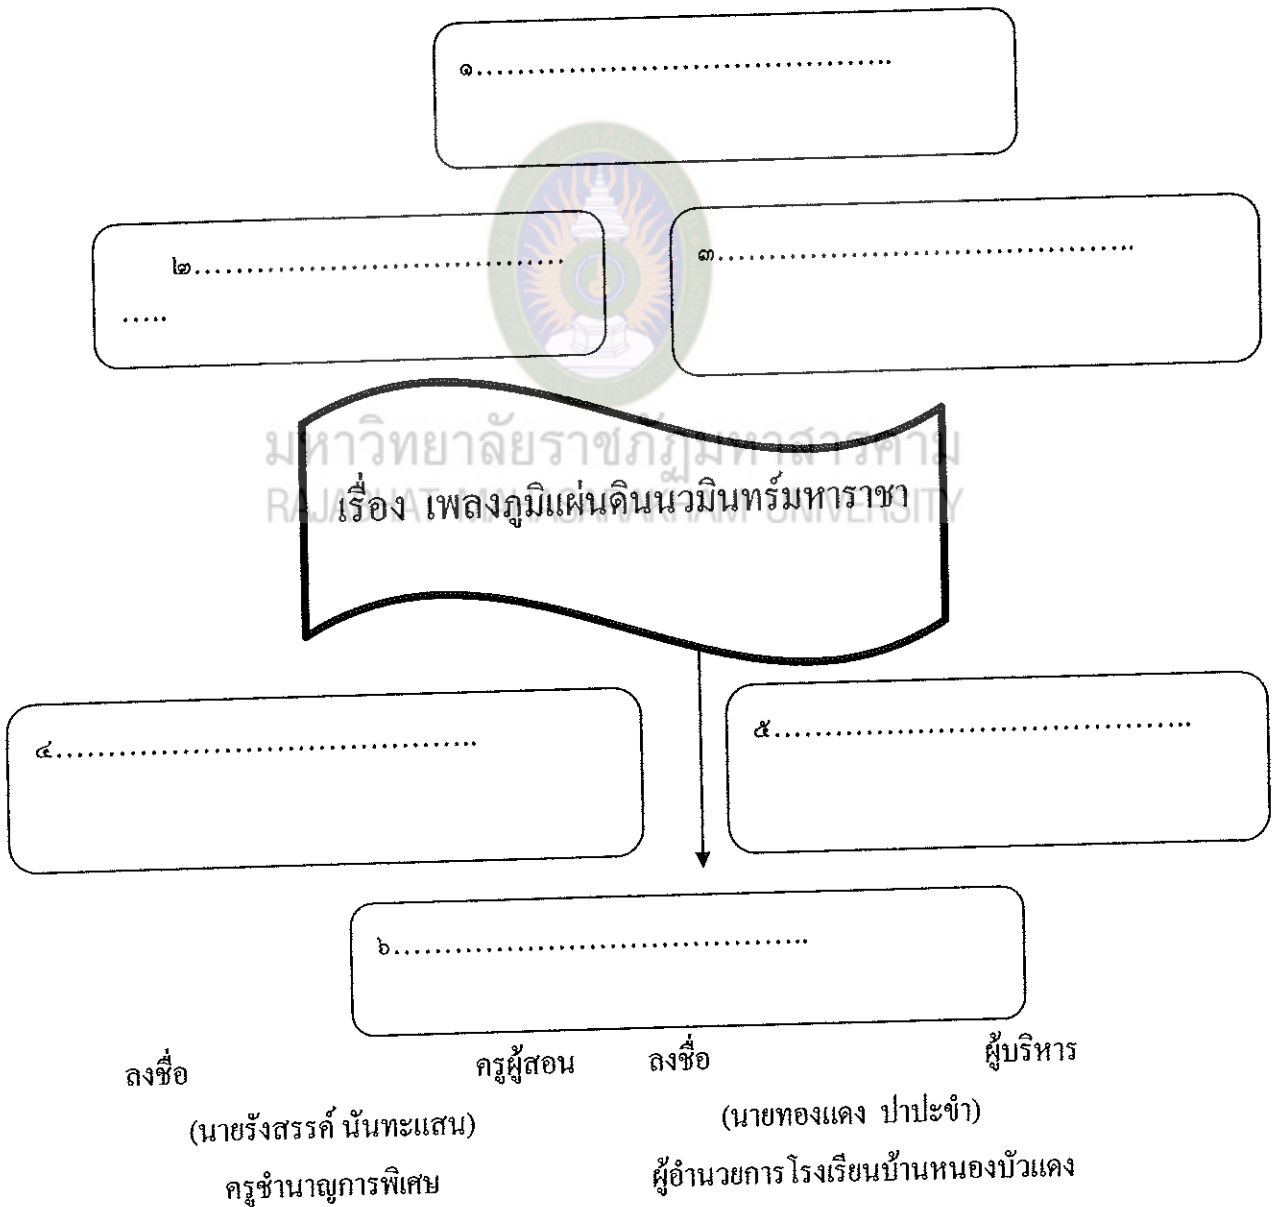 ๑..........................................
๒.....................................
.....
๓..........................................
มหาวิทยาลัยราชภัฏมหาสารคาม
RAJABHAT MAHASARAKHAM UNIVERSITY
เรื่อง เพลงภูมิแผ่นดินนวมินทร์มหาราชา
๔..........................................
๕..........................................
๖..........................................
ลงชื่อ ครูผู้สอน ลงชื่อ ผู้บริหาร
(นายรังสรรค์ นันทะแสน) (นายทองแดง ปาปะขำ)
ครูชำนาญการพิเศษ ผู้อำนวยการโรงเรียนบ้านหนองบัวแดง